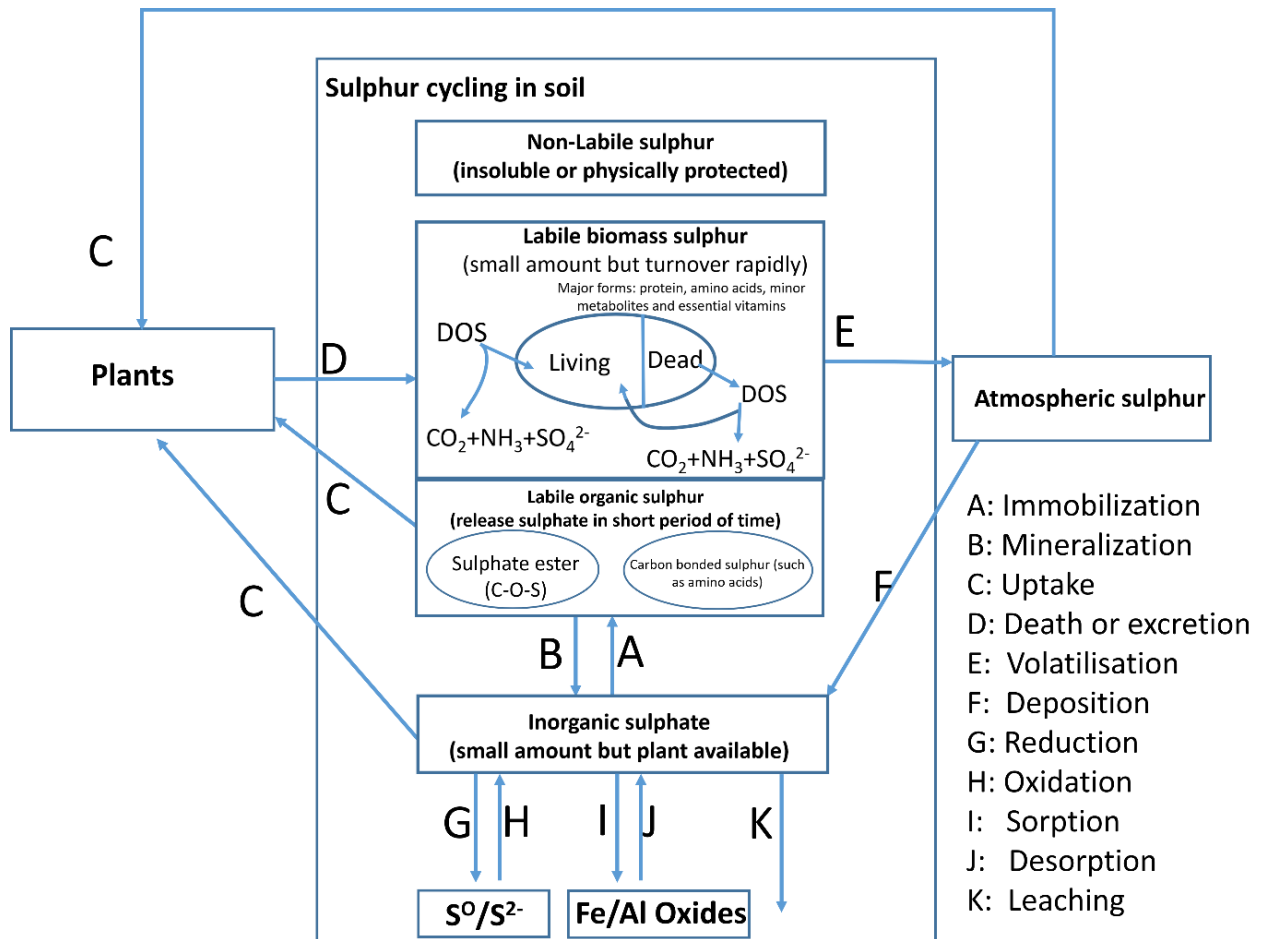 Sulphur cycling in soil
Non-Labile sulphur
(insoluble or physically protected)
C
Labile biomass sulphur
(small amount but turnover rapidly)
Major forms: protein, amino acids, minor
metabolites and essential vitamins
DOS
Living
Dead
DOS
CO₂+NH₃+SO₄²⁻
CO₂+NH₃+SO₄²⁻
E
Plants
D
Atmospheric sulphur
C
Labile organic sulphur
(release sulphate in short period of time)
Sulphate ester
(C-O-S)
Carbon bonded sulphur (such
as amino acids)
C
F
B
A
Inorganic sulphate
(small amount but plant available)
G
H
I
J
K
S⁰/S²⁻
Fe/Al Oxides
A: Immobilization
B: Mineralization
C: Uptake
D: Death or excretion
E: Volatilisation
F: Deposition
G: Reduction
H: Oxidation
I: Sorption
J: Desorption
K: Leaching